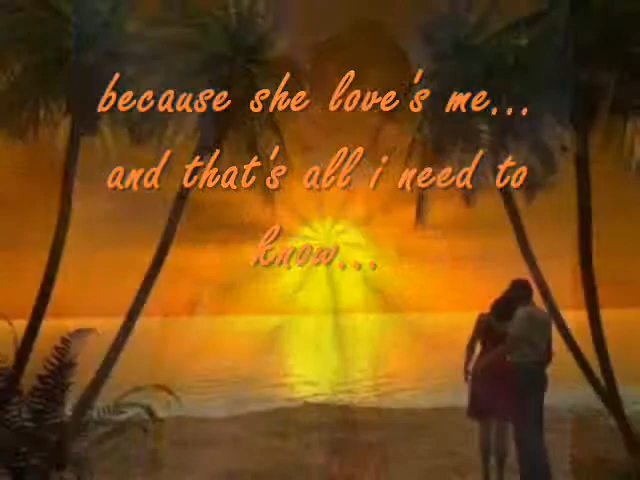 because she love's me...
and that's all i need to
know...